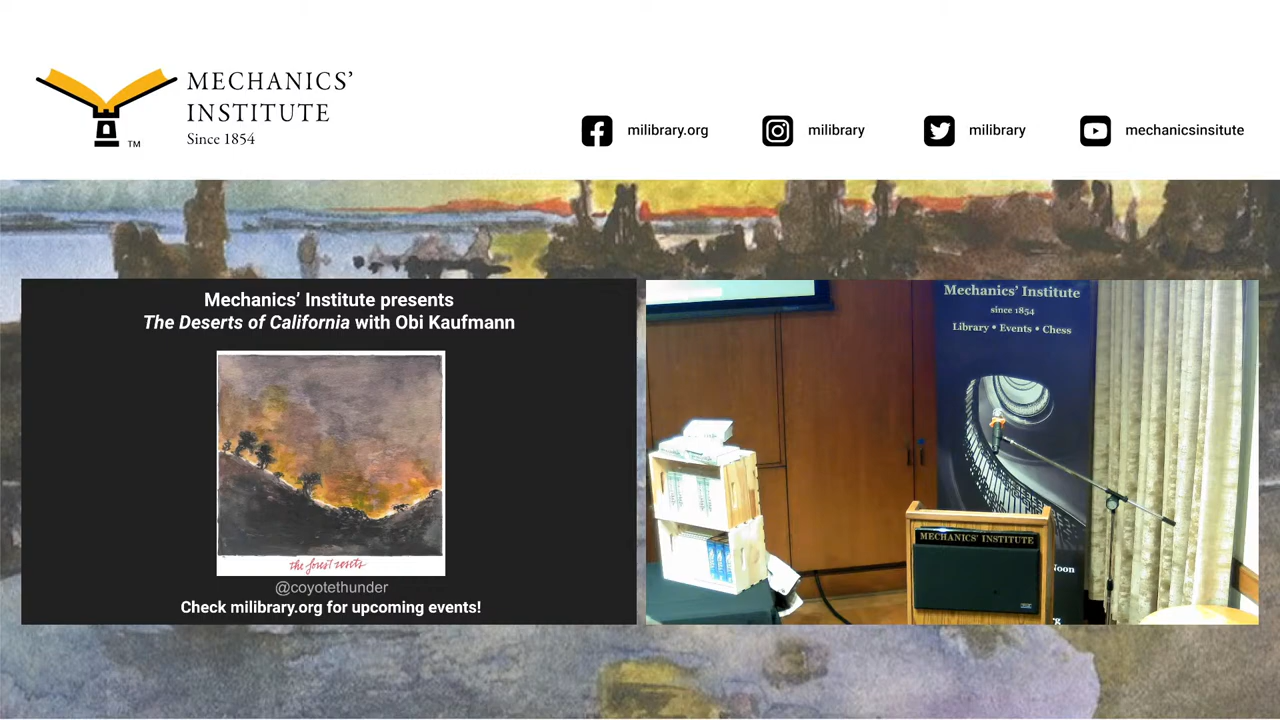 MECHANICS'
INSTITUTE
Since 1854
TM
milibrary.org
milibrary
milibrary
mechanicsinsitute
Mechanics' Institute presents
The Deserts of California with Obi Kaufmann
the forest resets
@coyotethunder
Check milibrary.org for upcoming events!
Mechanics' Institute
since 1854
Library • Events • Chess
MECHANICS' INSTITUTE
Noon